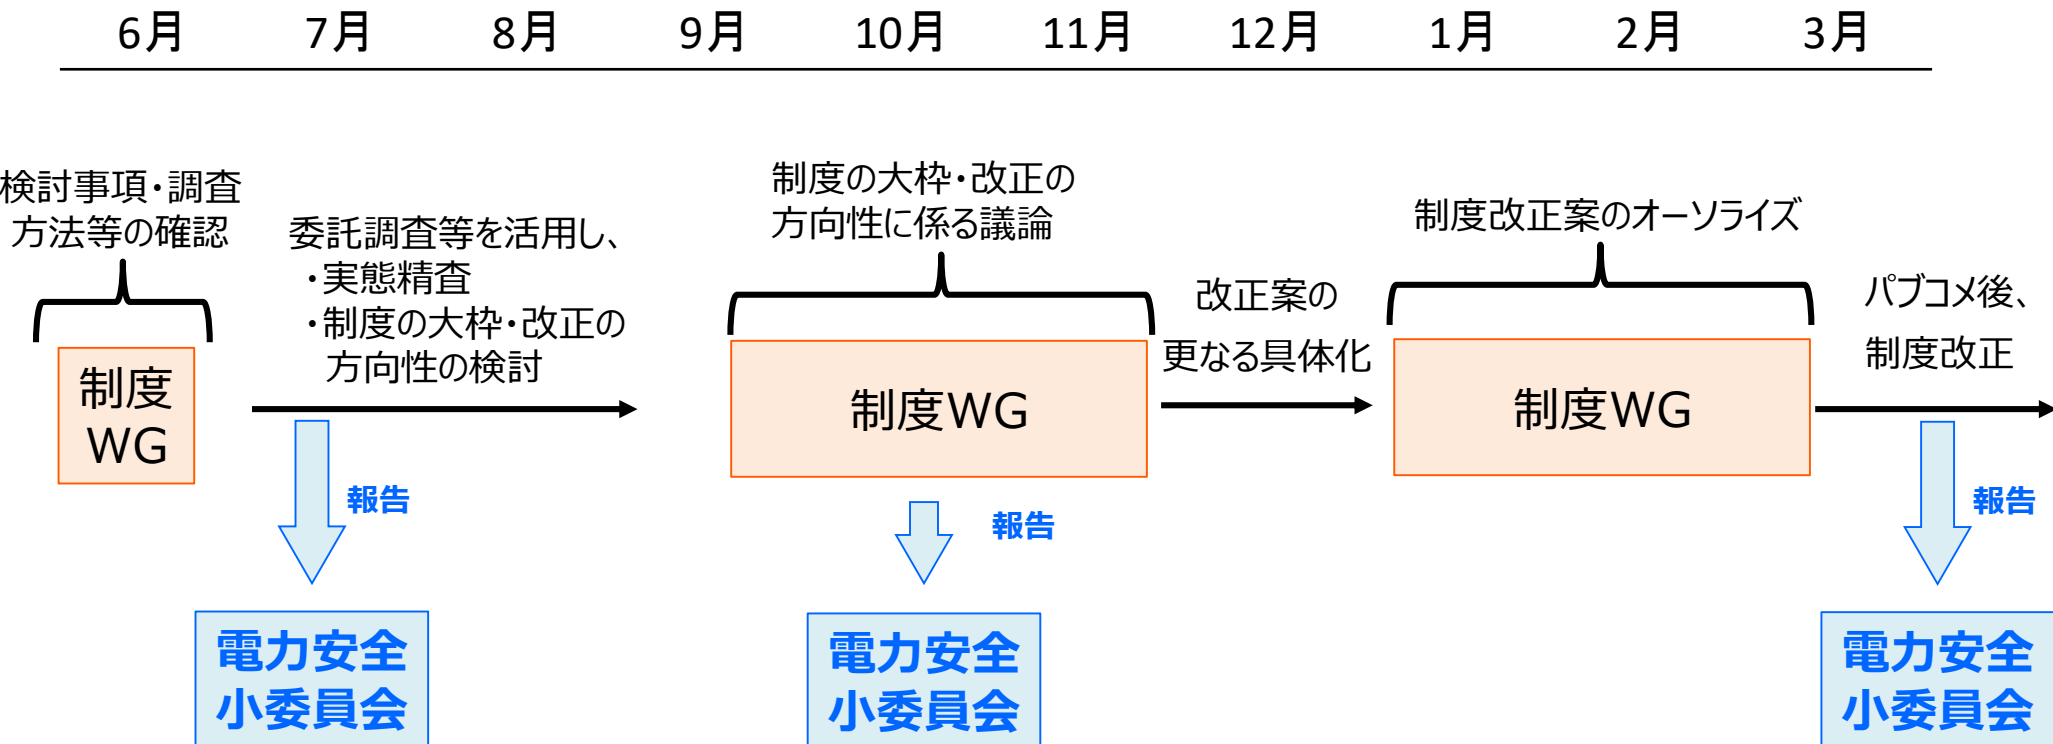 6月 7月 8月 9月 10月 11月 12月 1月 2月 3月
検討事項・調査
方法等の確認
委託調査等を活用し、
・実態精査
・制度の大枠・改正の
方向性の検討
制度の大枠・改正の
方向性に係る議論
改正案の
更なる具体化
制度改正案のオーソライズ
パブコメ後、
制度改正
制度
WG
制度WG
制度WG
報告
報告
報告
電力安全
小委員会
電力安全
小委員会
電力安全
小委員会